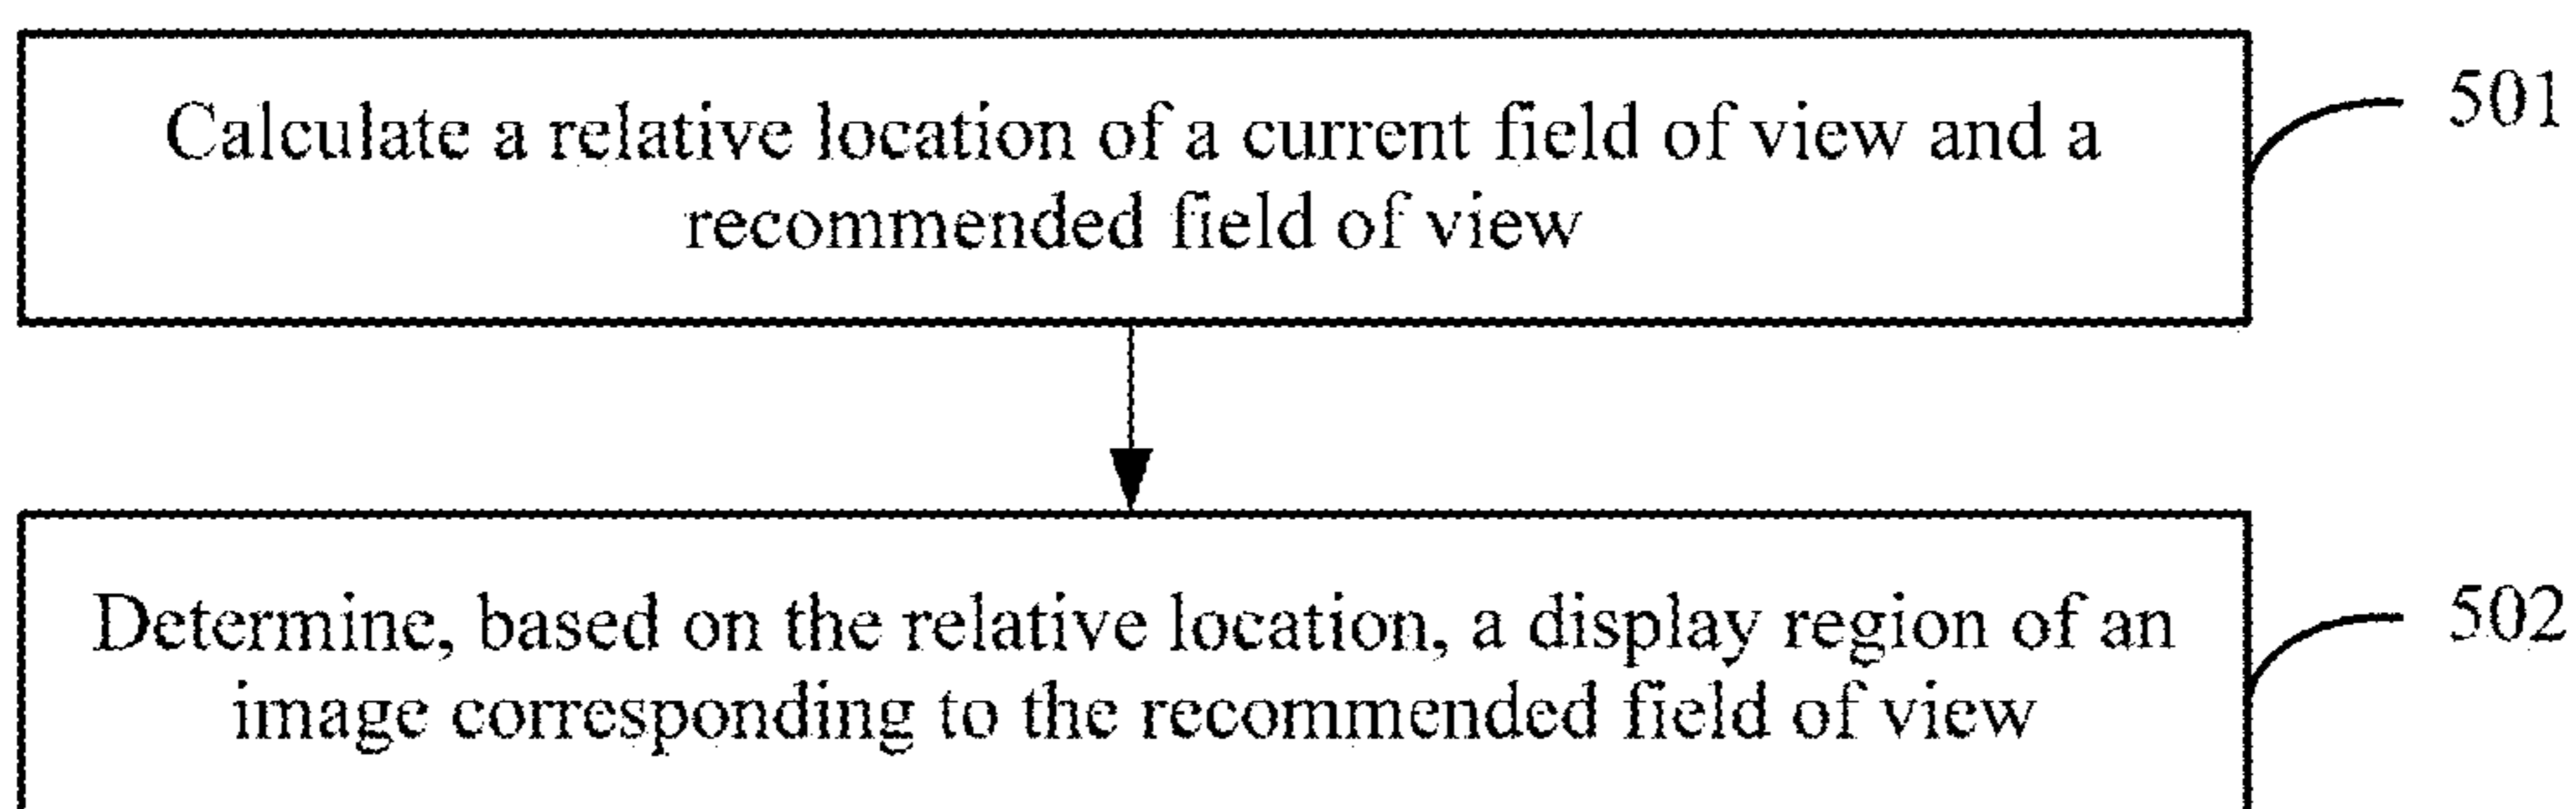 Calculate a relative location of a current field of view and a
recommended field of view
501
Determine, based on the relative location, a display region of an
image corresponding to the recommended field of view
502